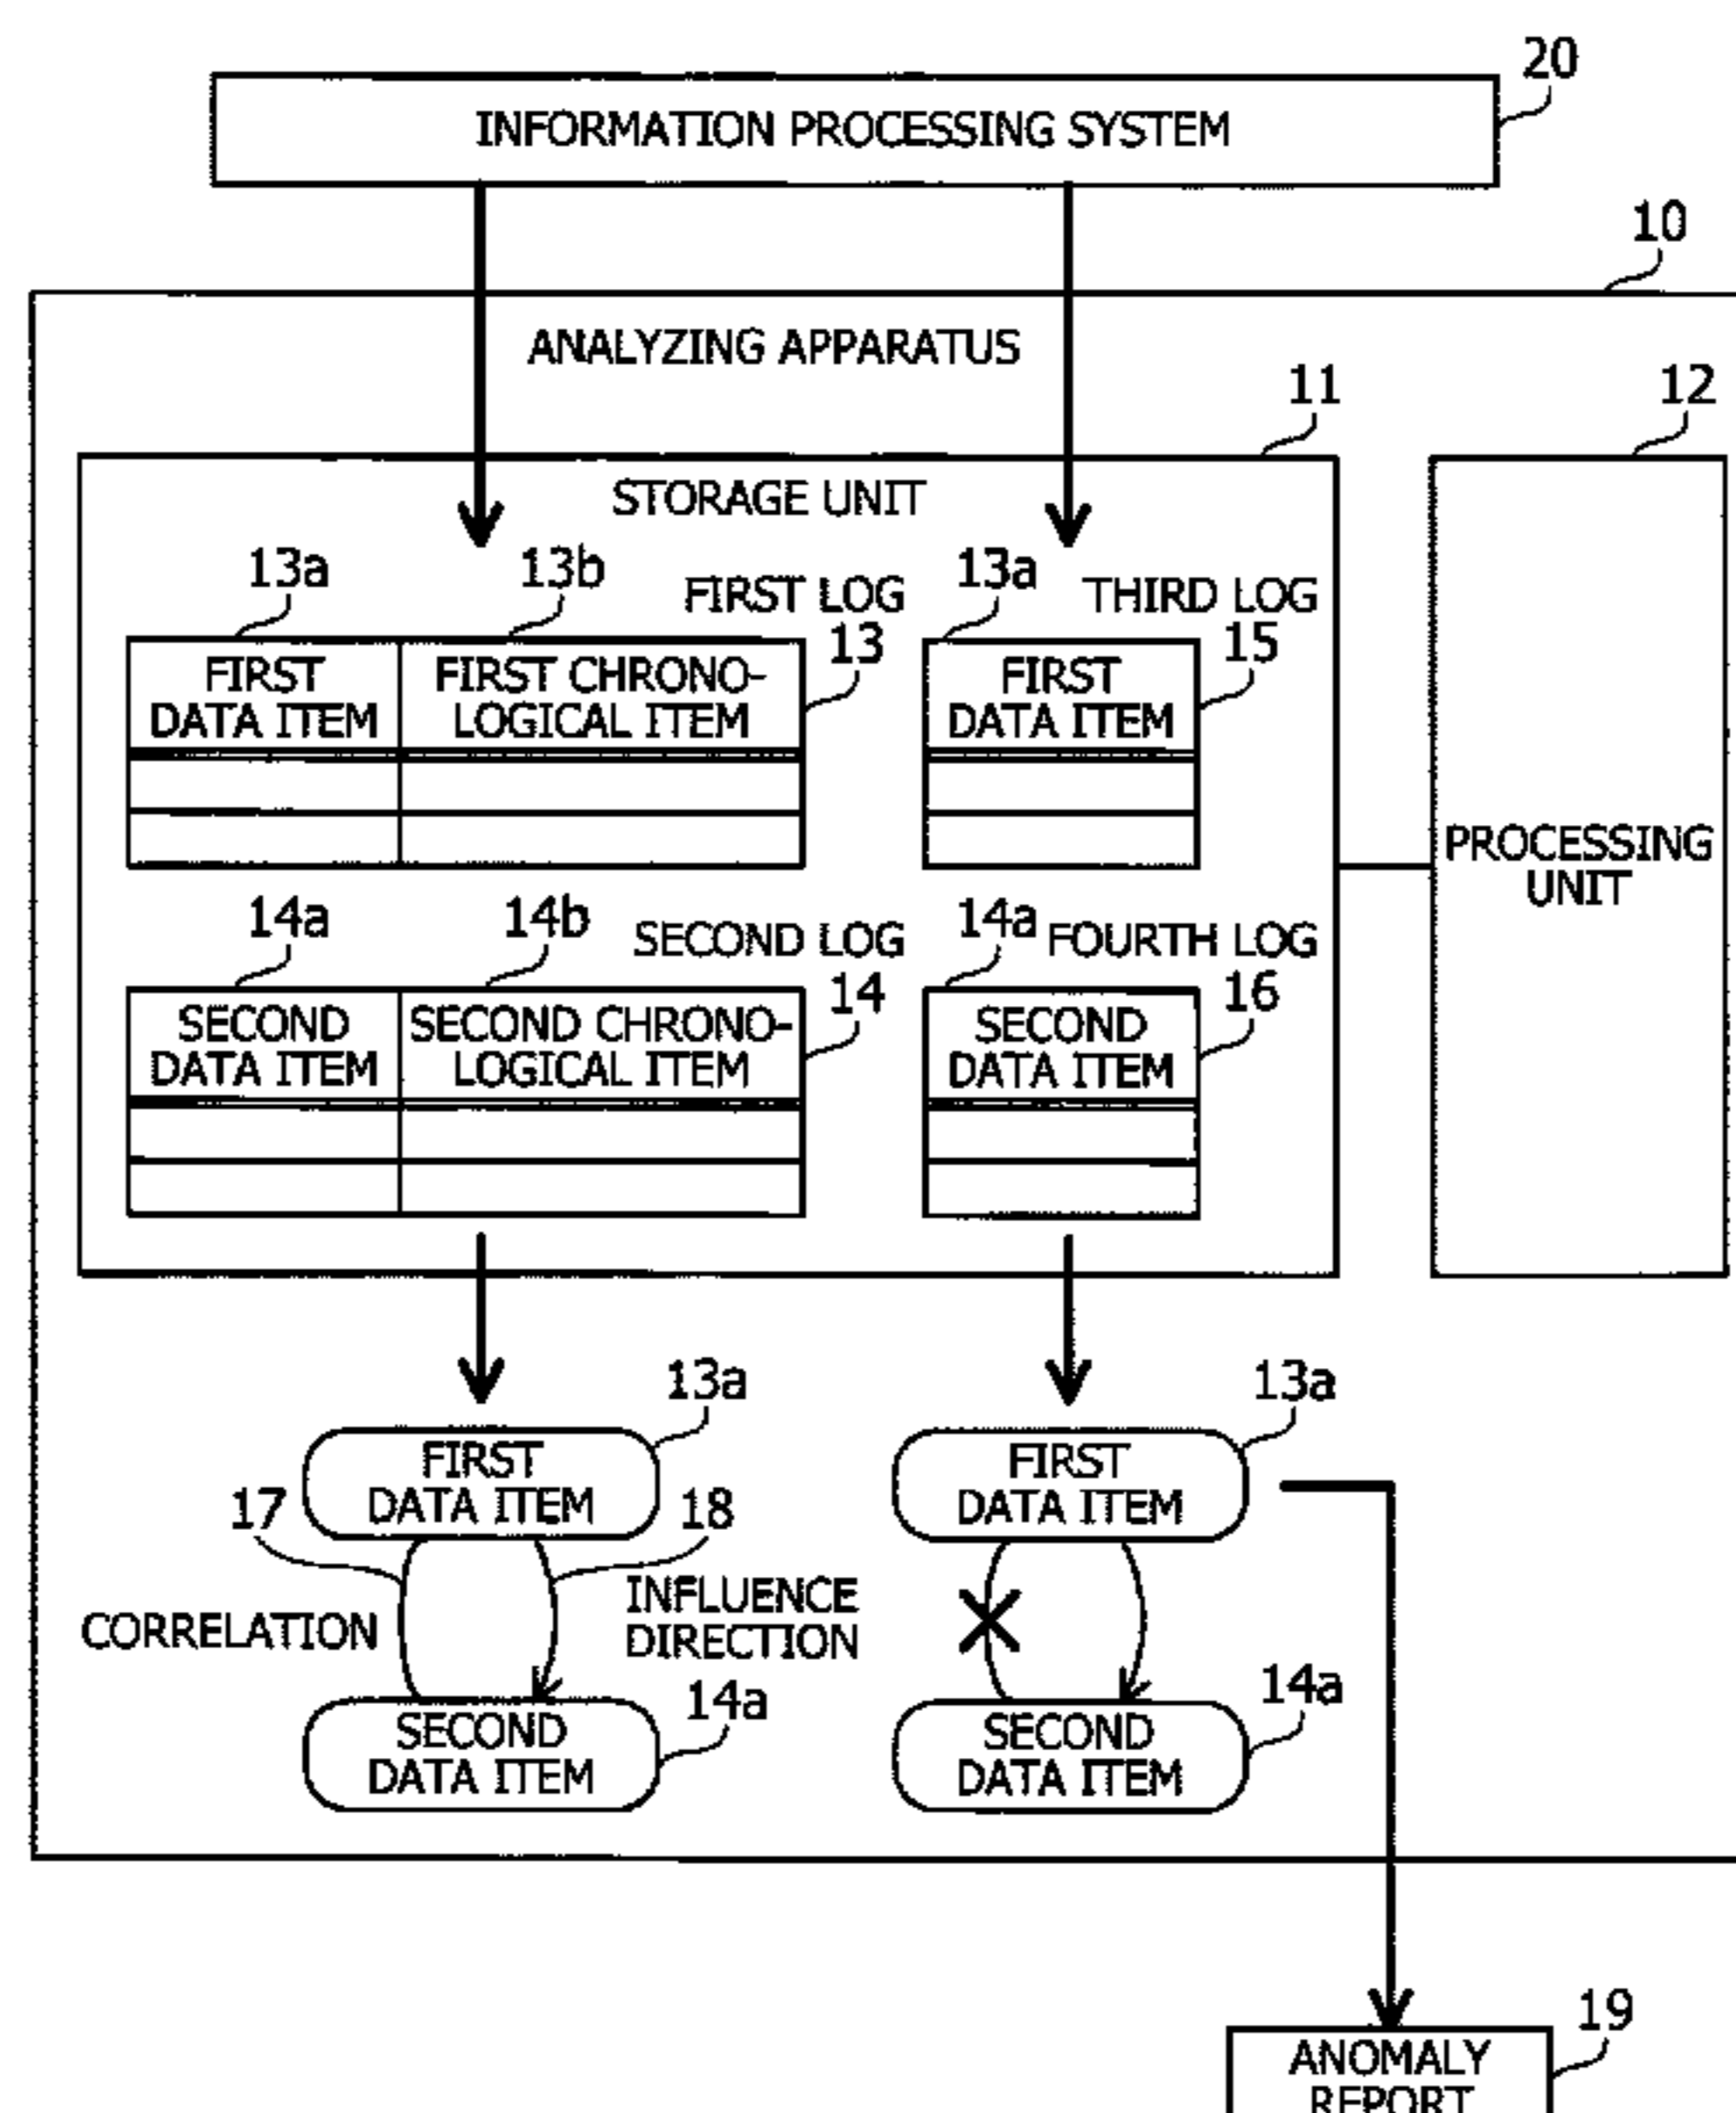 20
INFORMATION PROCESSING SYSTEM
10
ANALYZING APPARATUS
11
12
STORAGE UNIT
13a
13b
FIRST LOG
13a
THIRD LOG
13
15
FIRST
DATA ITEM
FIRST CHRONO-
LOGICAL ITEM
FIRST
DATA ITEM
PROCESSING
UNIT
14a
14b
SECOND LOG
14a
FOURTH LOG
14
16
SECOND
DATA ITEM
SECOND CHRONO-
LOGICAL ITEM
SECOND
DATA ITEM
13a
13a
FIRST
DATA ITEM
FIRST
DATA ITEM
17
18
CORRELATION
INFLUENCE
DIRECTION
14a
14a
SECOND
DATA ITEM
SECOND
DATA ITEM
19
ANOMALY
REPORT